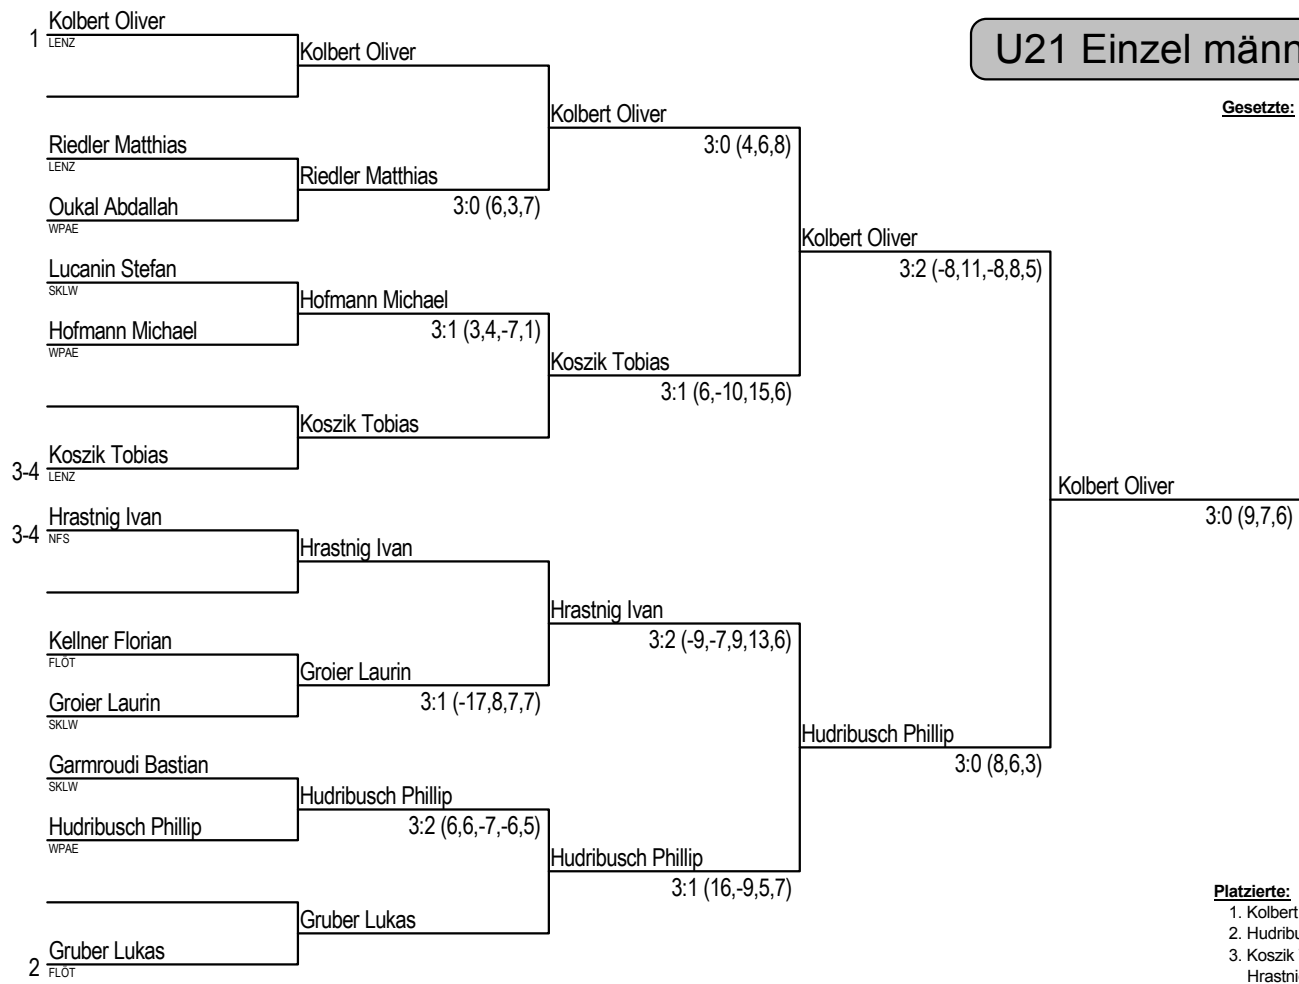 U21 Einzel männ
Gesetzte:
Kolbert Oliver
1
LENZ
Kolbert Oliver
Kolbert Oliver
3:0 (4,6,8)
Riedler Matthias
LENZ
Riedler Matthias
3:0 (6,3,7)
Oukal Abdallah
WPAE
Kolbert Oliver
3:2 (-8,11,-8,8,5)
Lucanin Stefan
SKLW
Hofmann Michael
3:1 (3,4,-7,1)
Hofmann Michael
WPAE
Koszik Tobias
3:1 (6,-10,15,6)
Koszik Tobias
Koszik Tobias
3-4
LENZ
Kolbert Oliver
3:0 (9,7,6)
Hrastnig Ivan
3-4
NFS
Hrastnig Ivan
Hrastnig Ivan
3:2 (-9,-7,9,13,6)
Kellner Florian
FLÖT
Groier Laurin
3:1 (-17,8,7,7)
Groier Laurin
SKLW
Hudribusch Phillip
3:0 (8,6,3)
Garmroudi Bastian
SKLW
Hudribusch Phillip
3:2 (6,6,-7,-6,5)
Hudribusch Phillip
WPAE
Hudribusch Phillip
3:1 (16,-9,5,7)
Gruber Lukas
Gruber Lukas
2
FLÖT
Platzierte:
1. Kolbert
2. Hudribu
3. Koszik
Hrastni